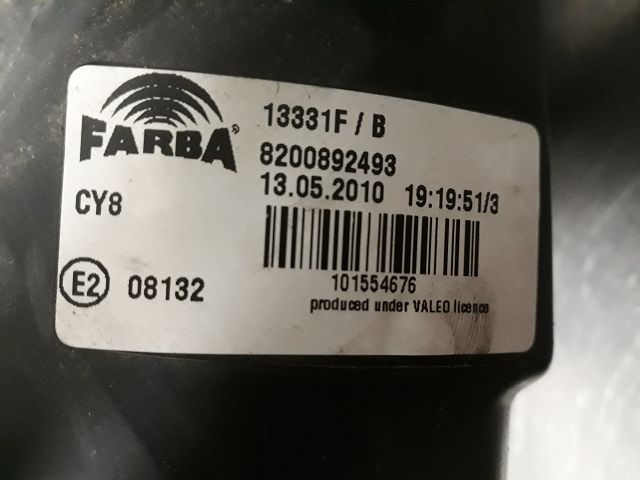 FARBA®
13331F / B
8200892493
13.05.2010 19:19:51/3
CY8
101554676
E2 08132
produced under VALEO licence